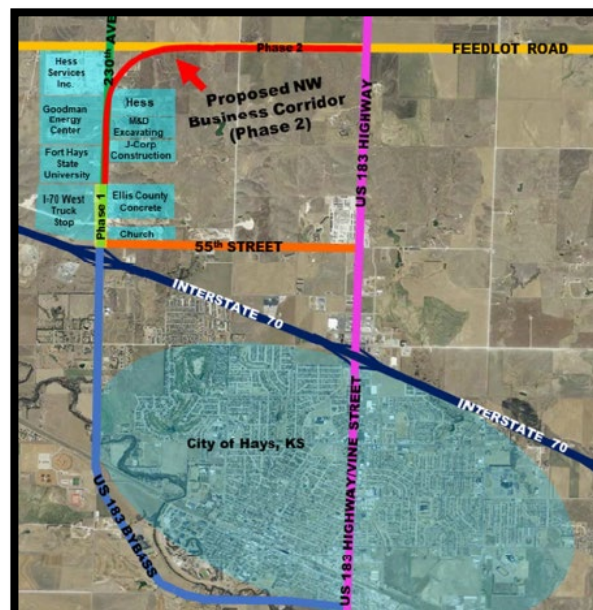 230th AVE
Phase 2
FEEDLOT ROAD
Hess
Services
Inc.
Proposed NW
Business Corridor
(Phase 2)
Goodman
Energy
Center
Hess
M&D
Excavating
J-Corp
Construction
US 183 HIGHWAY
Fort Hays
State
University
I-70 West
Truck
Stop
Phase 1
Ellis County
Concrete
Church
55th STREET
INTERSTATE 70
INTERSTATE 70
City of Hays, KS
US 183 BYBASS
US 183 HIGHWAY/VINE STREET